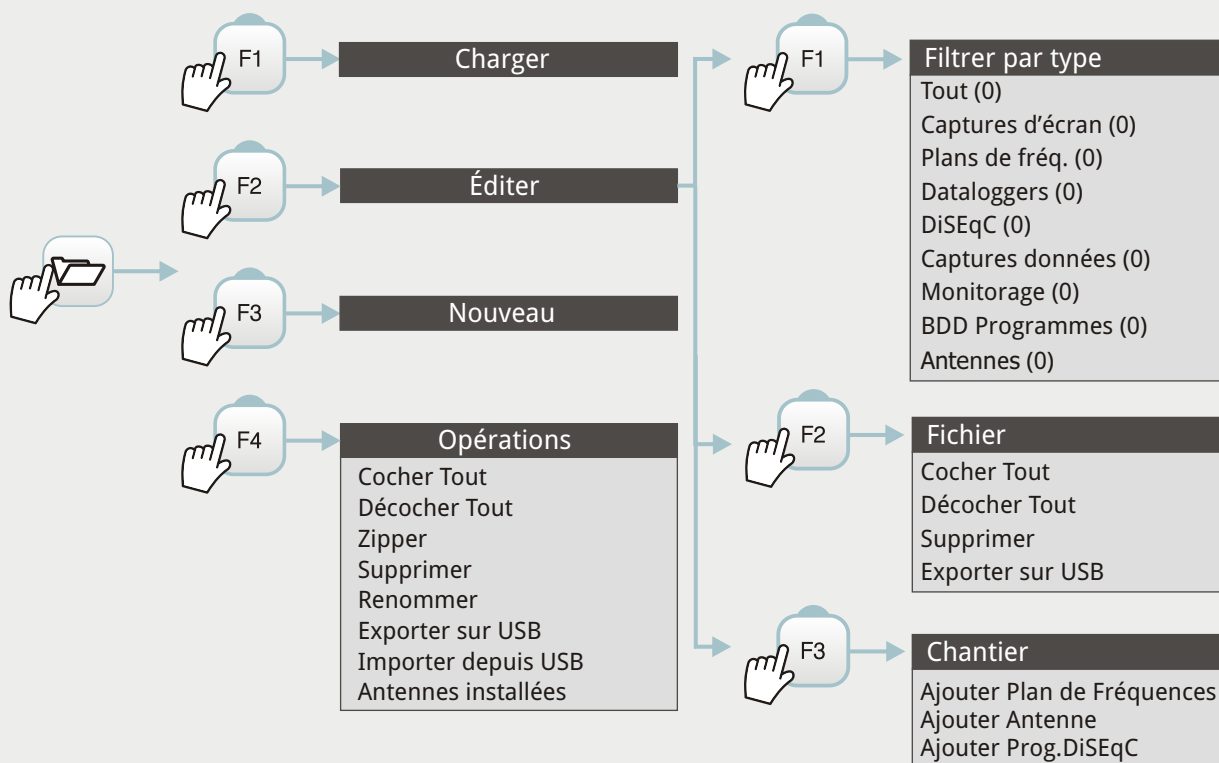 F1
Charger
F2
Éditer
F3
Nouveau
F4
Opérations
Cocher Tout
Décocher Tout
Zipper
Supprimer
Renommer
Exporter sur USB
Importer depuis USB
Antennes installées
F1
Filtrer par type
Tout (0)
Captures d’écran (0)
Plans de fréq. (0)
Dataloggers (0)
DiSEqC (0)
Captures données (0)
Monitorage (0)
BDD Programmes (0)
Antennes (0)
F2
Fichier
Cocher Tout
Décocher Tout
Supprimer
Exporter sur USB
F3
Chantier
Ajouter Plan de Fréquences
Ajouter Antenne
Ajouter Prog.DiSEqC